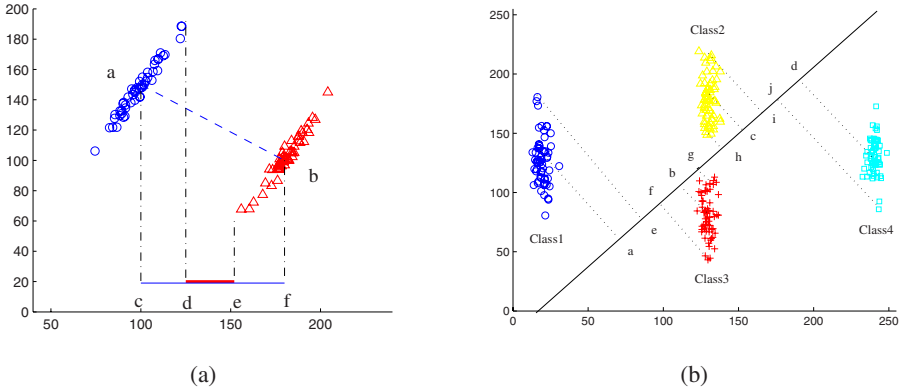 200
180
160
140
120
100
80
60
40
20
0
50 100 150 200
a
b
c d e f
(a)
250
200
150
100
50
0
0 50 100 150 200 250
Class2
Class1
Class3
Class4
d
j
i
c
h
g
b
f
e
a
(b)